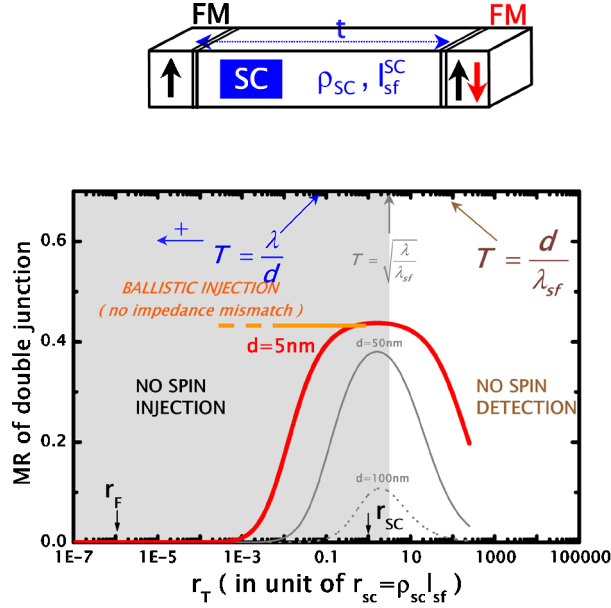 FM
FM
t
SC
ρSC , lsf^SC
MR of double junction
0.6
0.4
0.2
0.0
+
T = λ/d
T = √(λ/λsf)
T = d/λsf
BALLISTIC INJECTION
( no impedance mismatch )
d=5nm
d=50nm
NO SPIN
INJECTION
NO SPIN
DETECTION
d=100nm
rF
rSC
1E-7 1E-5 1E-3 0.1 10 1000 100000
rT ( in unit of rsc=ρsclsf)